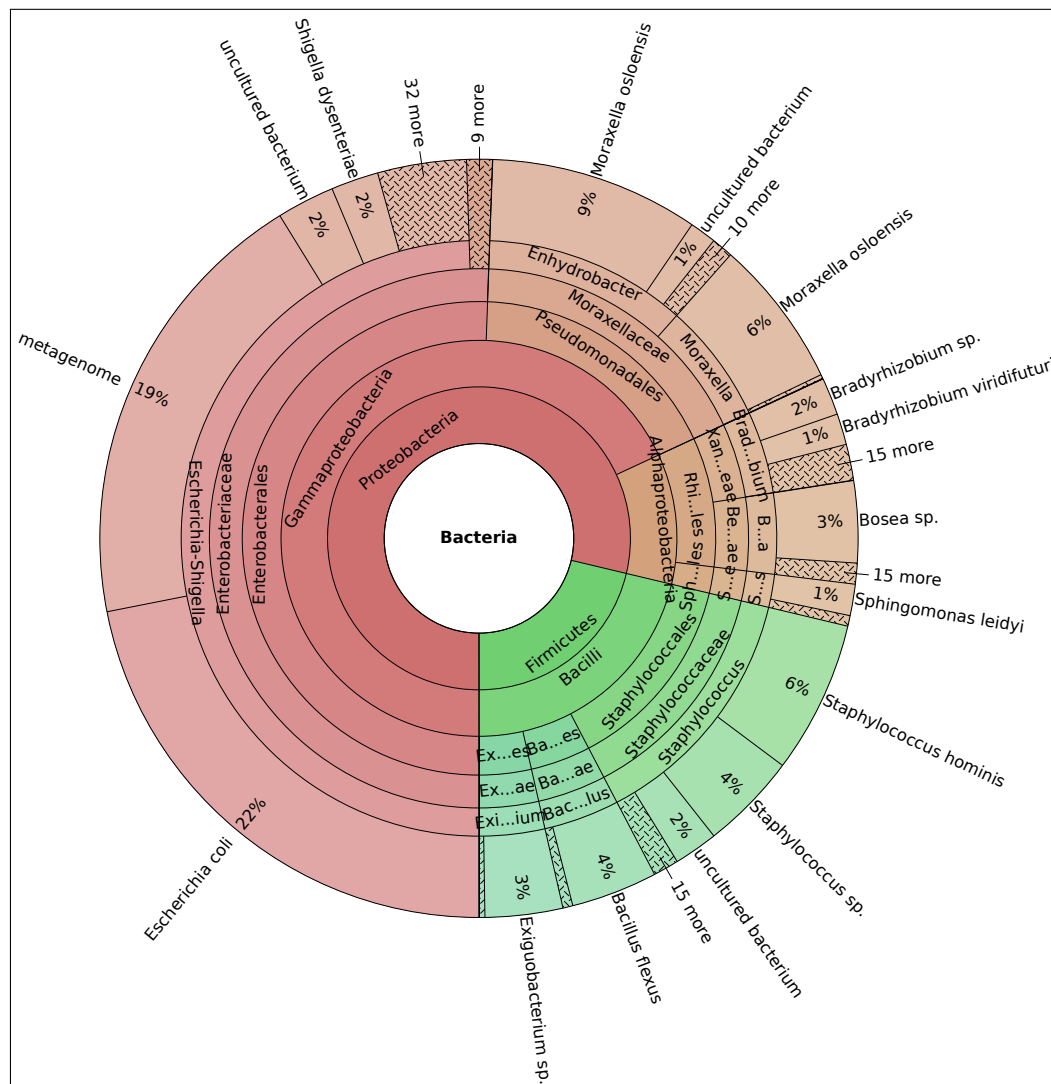 Bacteria
Proteobacteria
Gammaproteobacteria
Enterobacterales
Enterobacteriaceae
Escherichia-Shigella
Escherichia coli
22%
metagenome
19%
uncultured bacterium
2%
Shigella dysenteriae
2%
32 more
9 more
Pseudomonadales
Moraxellaceae
Enhydrobacter
Moraxella osloensis
9%
uncultured bacterium
1%
10 more
Moraxella
Moraxella osloensis
6%
Alphaproteobacteria
Rhi...les
Xan...eae
Brad...bium
Bradyrhizobium sp.
2%
Bradyrhizobium viridifuturi
1%
15 more
Be...ae
B...a
Bosea sp.
3%
15 more
Sph...les
S...e
S...s
Sphingomonas leidyi
1%
Firmicutes
Bacilli
Staphylococcales
Staphylococcaceae
Staphylococcus
Staphylococcus hominis
6%
Staphylococcus sp.
4%
uncultured bacterium
2%
15 more
Ba...es
Ba...ae
Bac...lus
Bacillus flexus
4%
Ex...es
Ex...ae
Exi...ium
Exiguobacterium sp.
3%